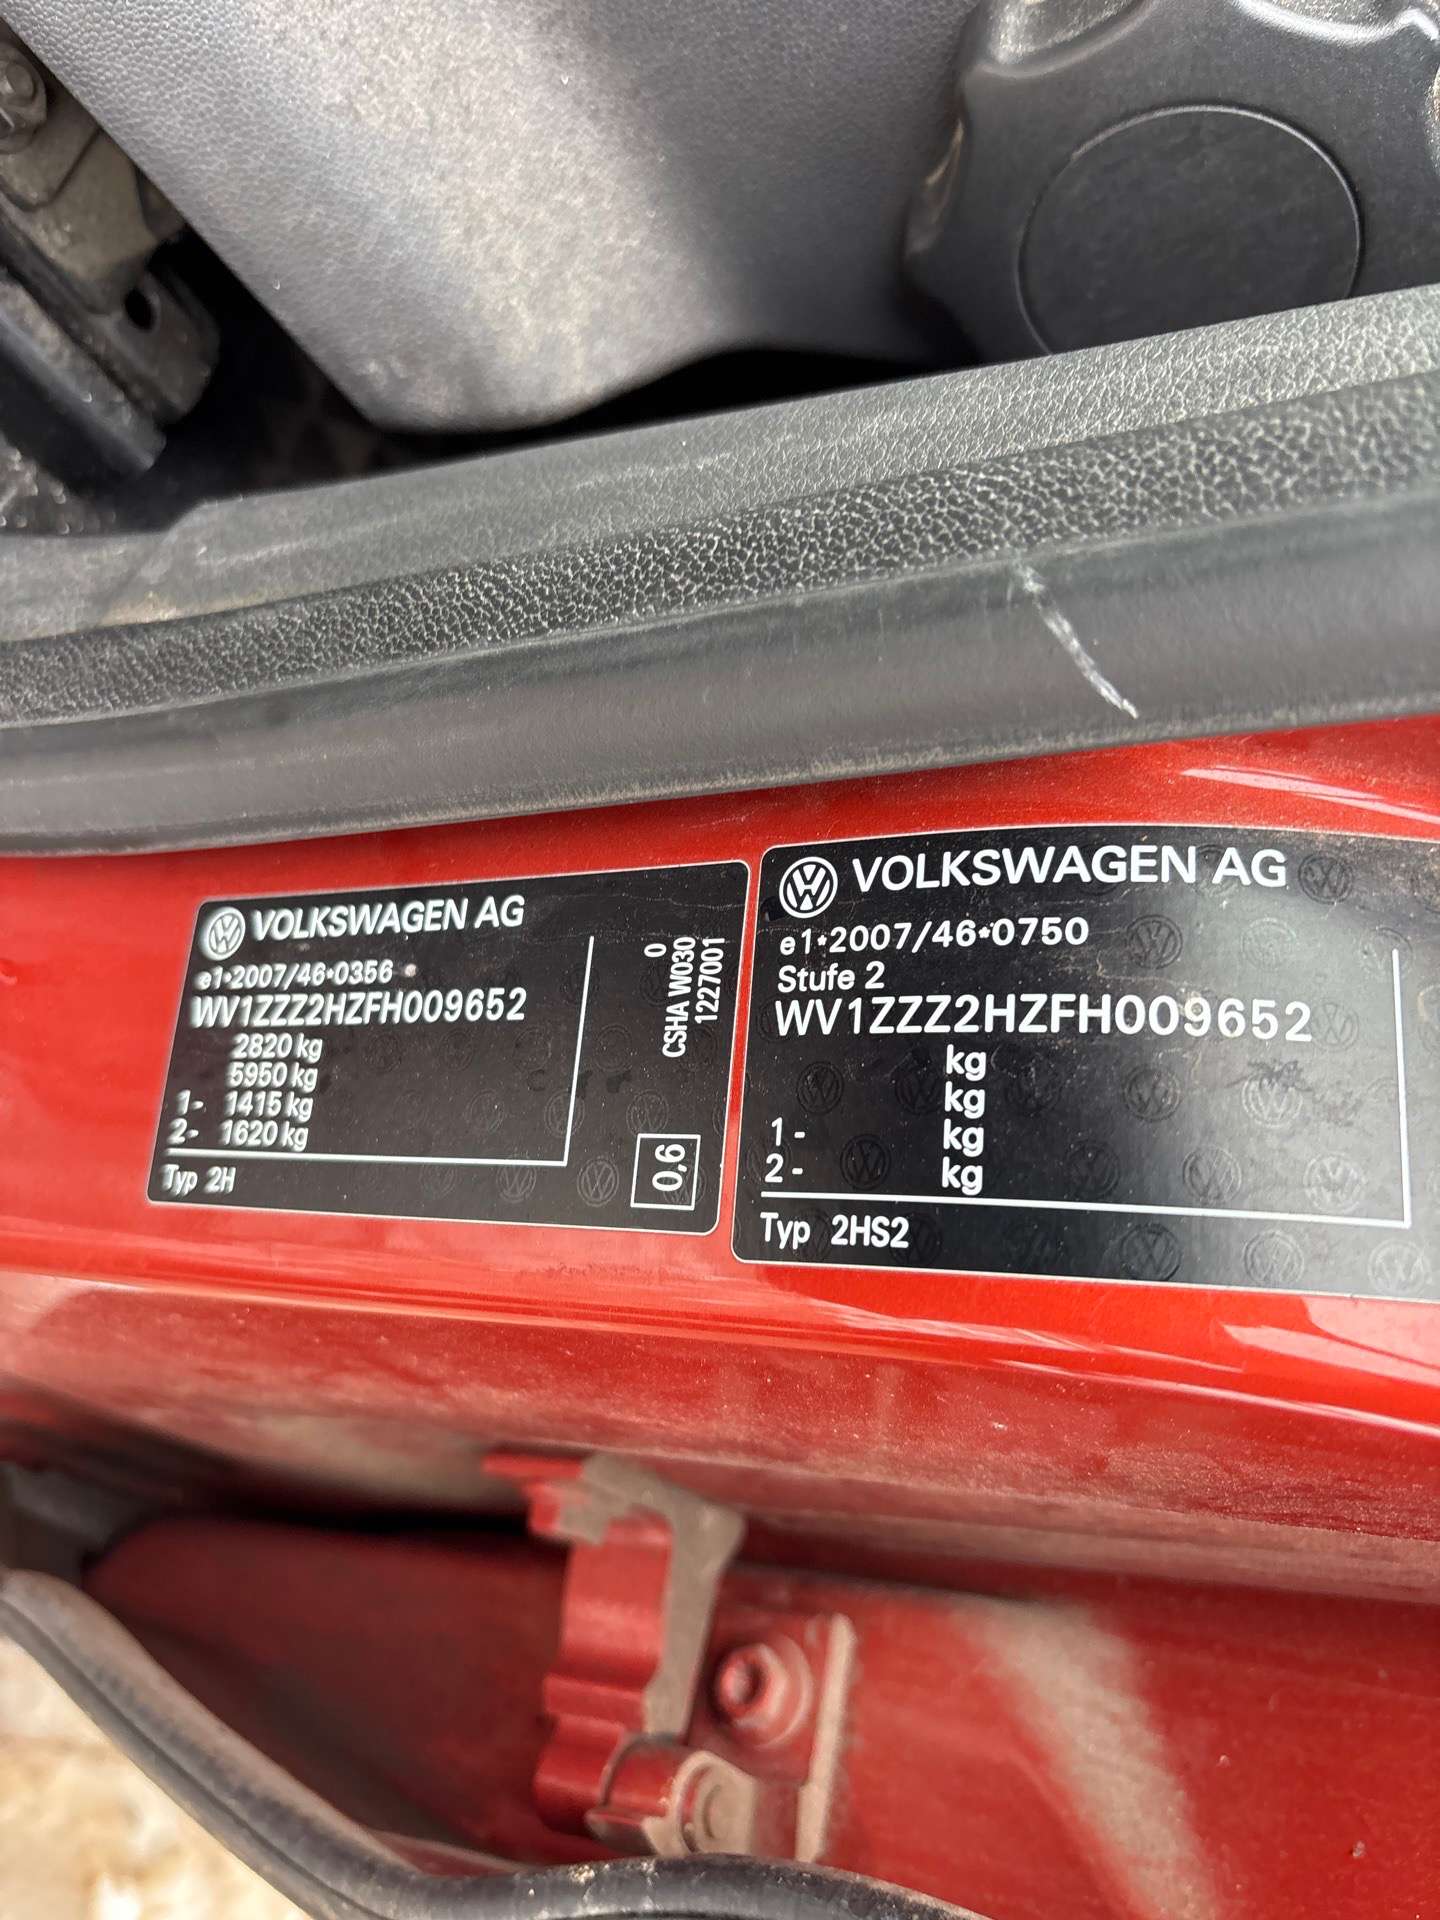 VOLKSWAGEN AG
e1*2007/46*0356
WV1ZZZ2HZFH009652
2820 kg
5950 kg
1- 1415 kg
2- 1620 kg
Typ 2H
0
CSHA W030
1227001
0,6
VOLKSWAGEN AG
e1*2007/46*0750
Stufe 2
WV1ZZZ2HZFH009652
kg
kg
1- kg
2- kg
Typ 2HS2